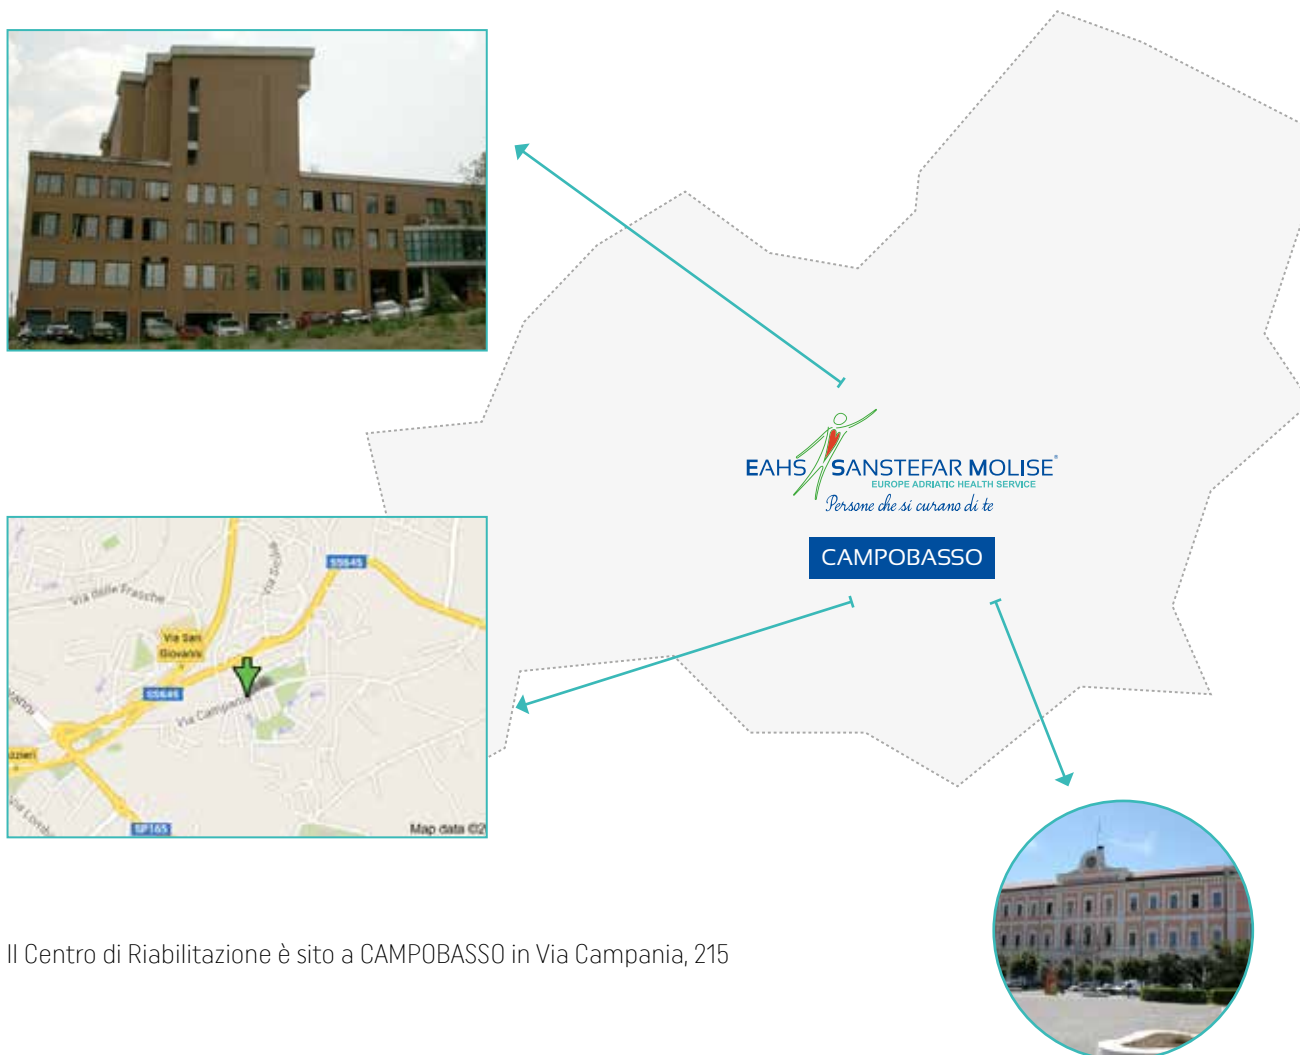 EAHS SANSTEFAR MOLISE®
EUROPE ADRIATIC HEALTH SERVICE
Persone che si curano di te
CAMPOBASSO
SS645
Via Sicilia
Via delle Frasche
Via San
Giovanni
SS645
Via Campania
SP165
Map data ©2
Il Centro di Riabilitazione è sito a CAMPOBASSO in Via Campania, 215